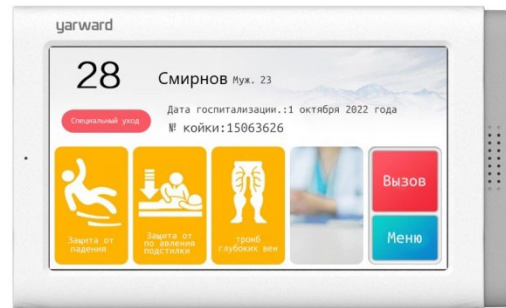 yarward
28
Смирнов Муж. 23
Специальный уход
Дата госпитализации.:1 октября 2022 года
№ койки:15063626
Защита от
падения
Защита от
по авления
подстилки
тромб
глубоких вен
Вызов
Меню